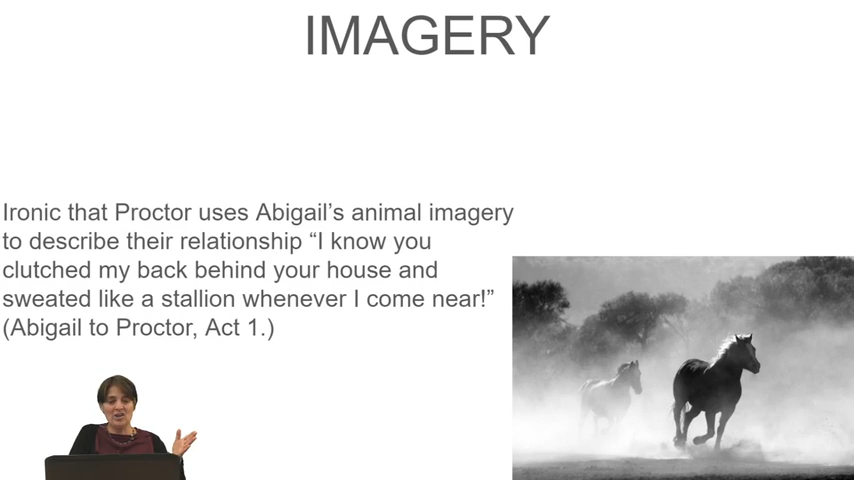 IMAGERY
Ironic that Proctor uses Abigail’s animal imagery
to describe their relationship “I know you
clutched my back behind your house and
sweated like a stallion whenever I come near!”
(Abigail to Proctor, Act 1.)